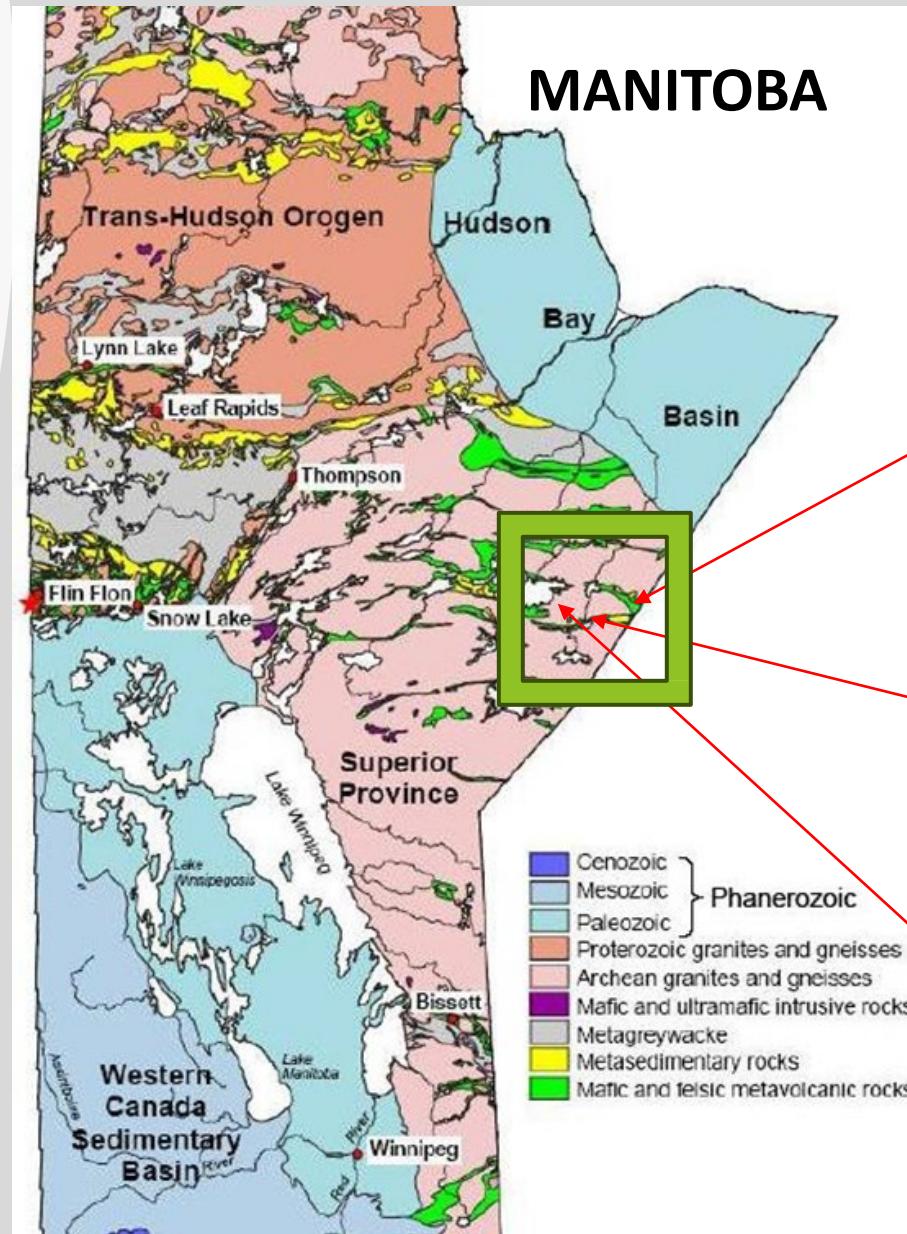 MANITOBA
Trans-Hudson Orogen
Hudson
Bay
Basin
Lynn Lake
Leaf Rapids
Thompson
Flin Flon
Snow Lake
Superior
Province
Lake Winnipeg
Lake
Winnipegosis
Cenozoic
Mesozoic
Paleozoic
Phanerozoic
Proterozoic granites and gneisses
Archean granites and gneisses
Mafic and ultramafic intrusive rocks
Metagreywacke
Metasedimentary rocks
Mafic and felsic metavolcanic rocks
Bissett
Lake
Manitoba
Western
Canada
Sedimentary
Basin
Assiniboine
River
Red
River
Winnipeg